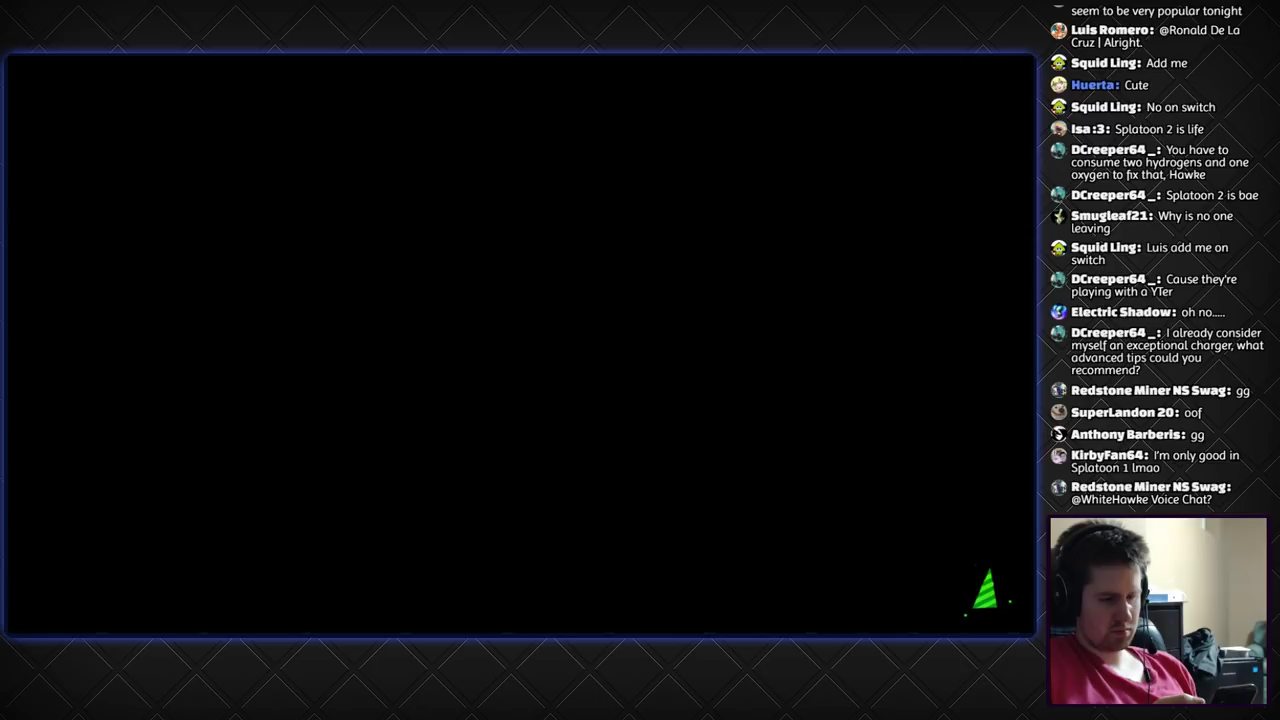 seem to be very popular tonight
Luis Romero: @Ronald De La
Cruz | Alright.
Squid Ling: Add me
Huerta: Cute
Squid Ling: No on switch
Isa :3: Splatoon 2 is life
DCreeper64 _: You have to
consume two hydrogens and one
oxygen to fix that, Hawke
DCreeper64 _: Splatoon 2 is bae
Smugleaf21: Why is no one
leaving
Squid Ling: Luis add me on
switch
DCreeper64 _: Cause they're
playing with a YTer
Electric Shadow: oh no.....
DCreeper64 _: I already consider
myself an exceptional charger, what
advanced tips could you
recommend?
Redstone Miner NS Swag: gg
SuperLandon 20: oof
Anthony Barberis: gg
KirbyFan64: I'm only good in
Splatoon 1 lmao
Redstone Miner NS Swag:
@WhiteHawke Voice Chat?